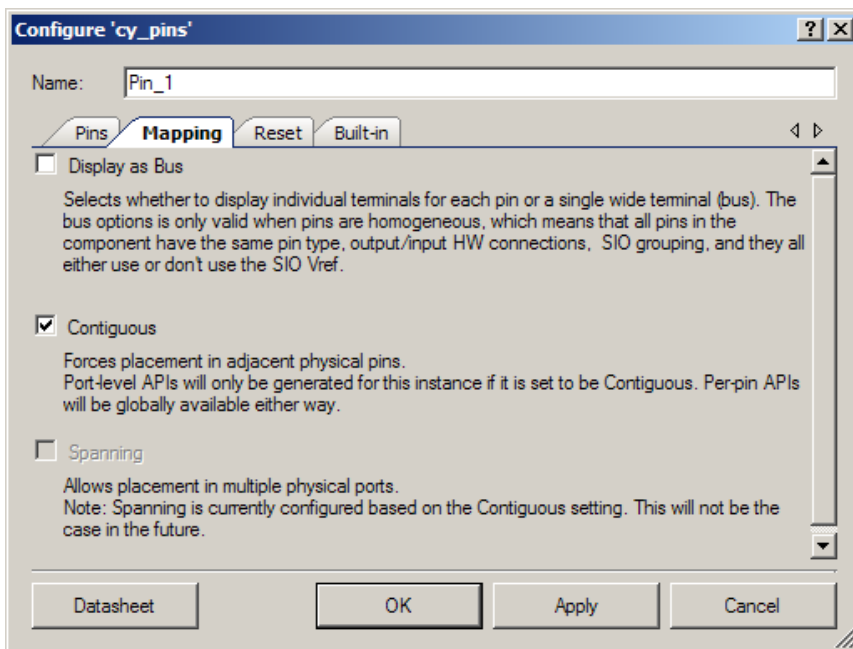 Configure 'cy_pins'
Name: Pin_1
Pins Mapping Reset Built-in
Display as Bus
Selects whether to display individual terminals for each pin or a single wide terminal (bus). The
bus options is only valid when pins are homogeneous, which means that all pins in the
component have the same pin type, output/input HW connections, SIO grouping, and they all
either use or don't use the SIO Vref.
Contiguous
Forces placement in adjacent physical pins.
Port-level APIs will only be generated for this instance if it is set to be Contiguous. Per-pin APIs
will be globally available either way.
Spanning
Allows placement in multiple physical ports.
Note: Spanning is currently configured based on the Contiguous setting. This will not be the
case in the future.
Datasheet OK Apply Cancel